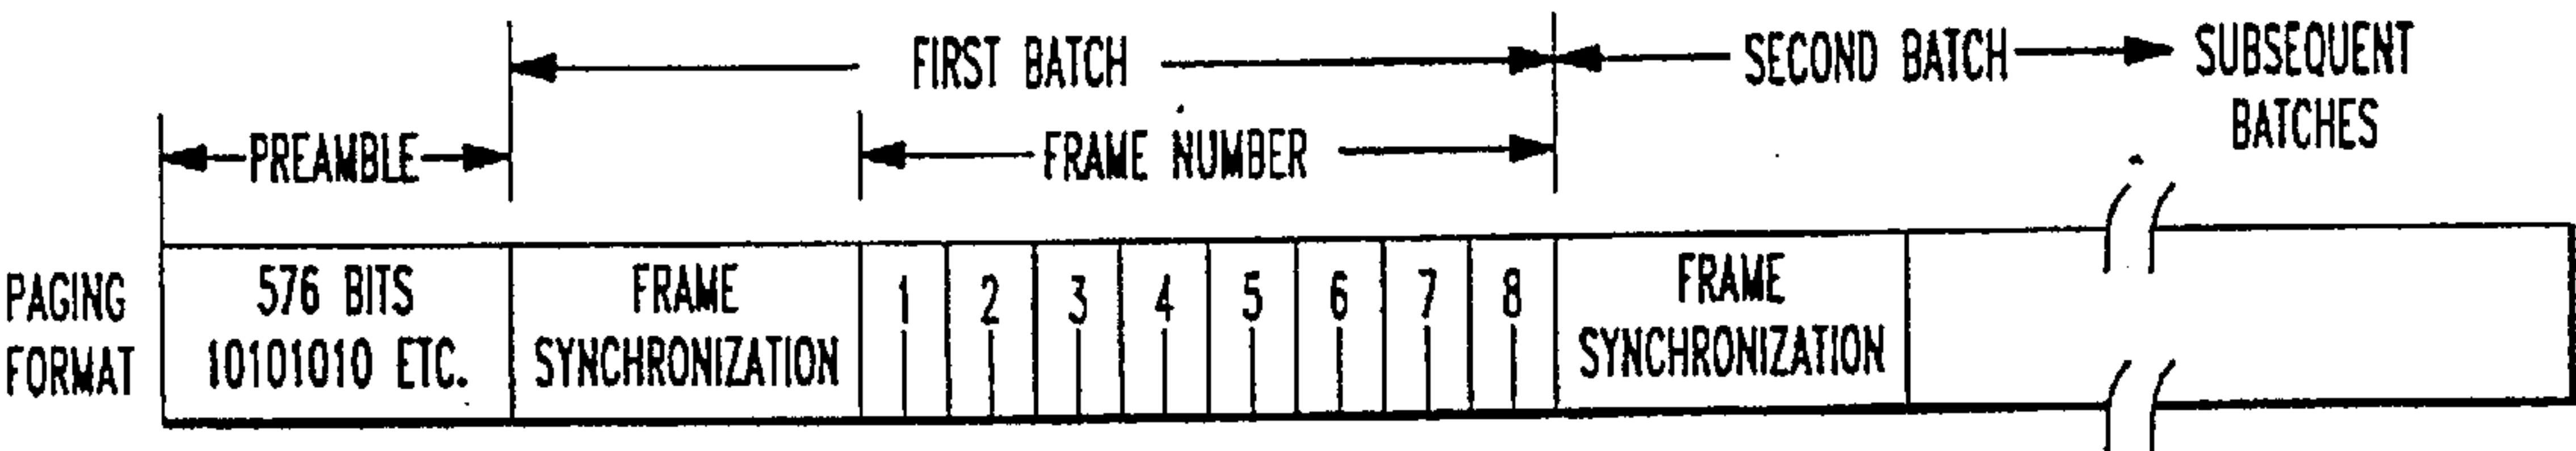 FIRST BATCH
SECOND BATCH
SUBSEQUENT
BATCHES
PREAMBLE
FRAME NUMBER
PAGING
FORMAT
576 BITS
10101010 ETC.
FRAME
SYNCHRONIZATION
1 2 3 4 5 6 7 8
FRAME
SYNCHRONIZATION